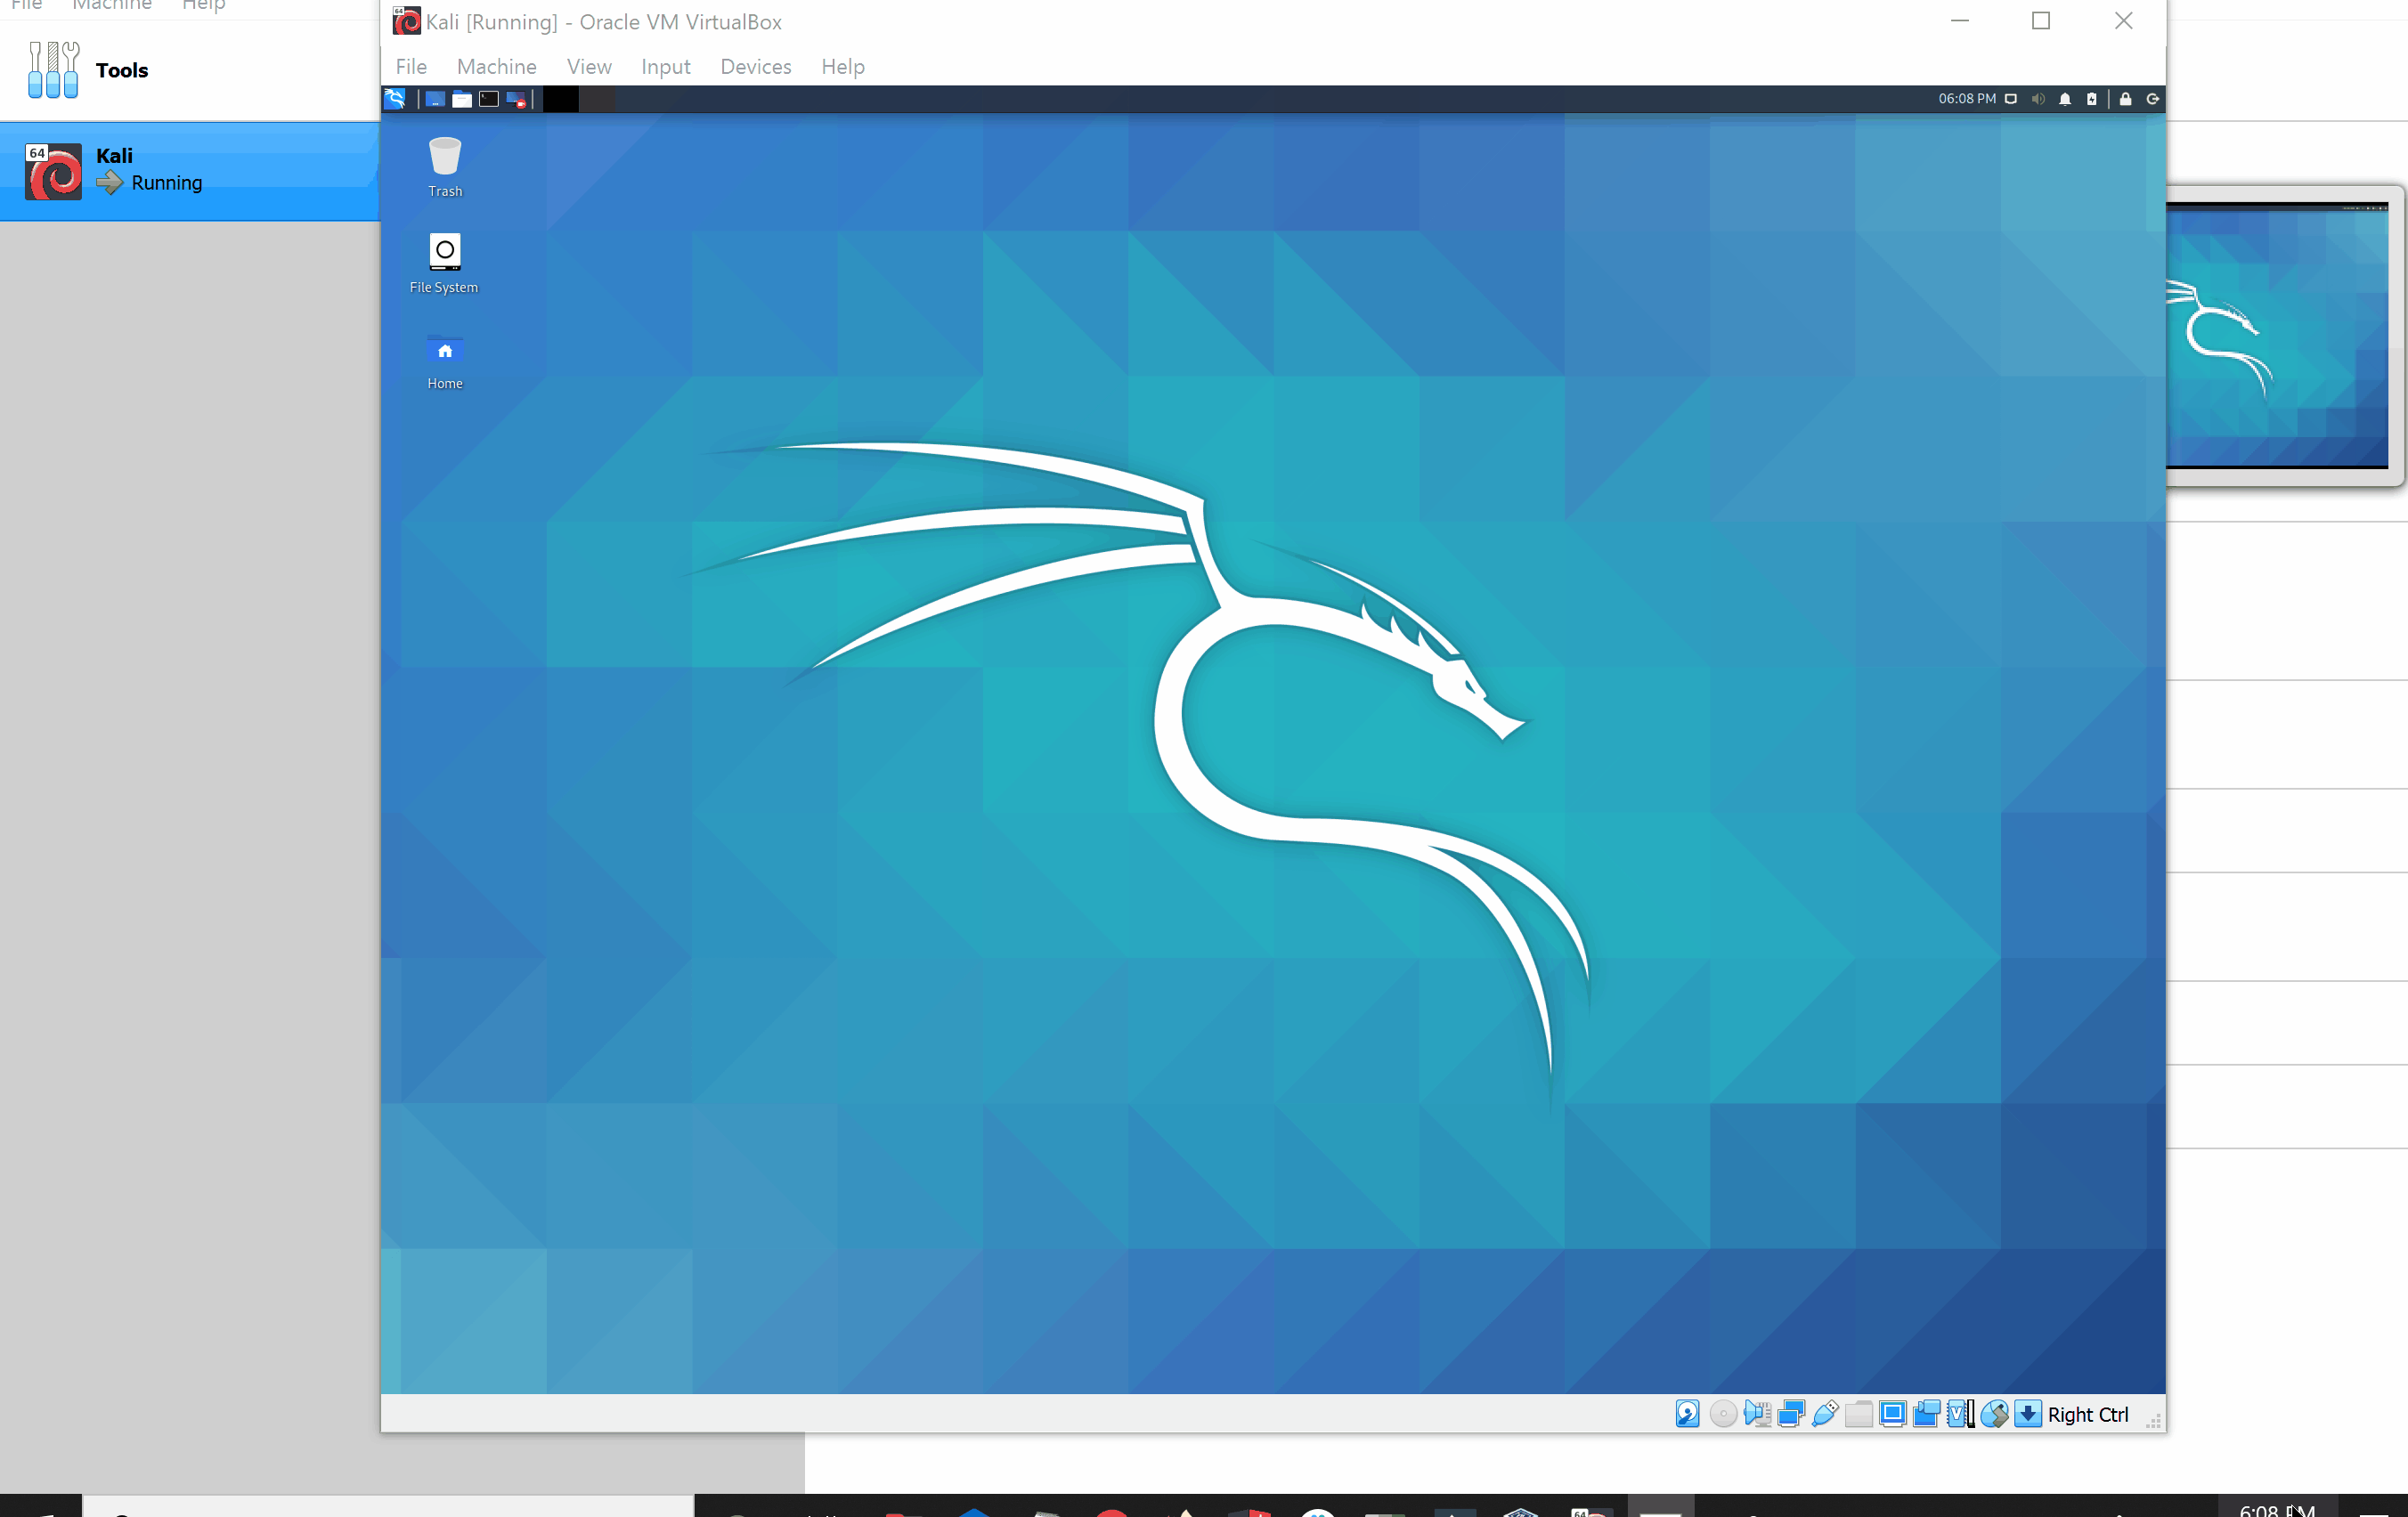 File Machine Help
Kali [Running] - Oracle VM VirtualBox
File Machine View Input Devices Help
Tools
64
Kali
Running
06:08 PM
Trash
File System
Home
Right Ctrl
6:08 PM